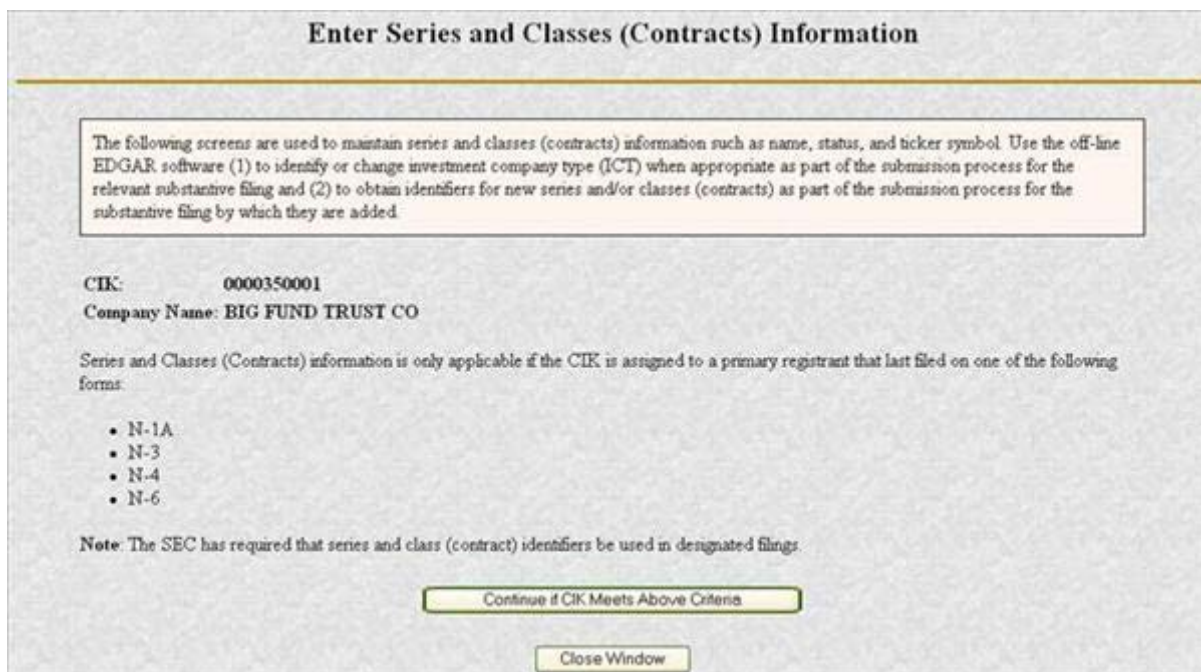 Enter Series and Classes (Contracts) Information
The following screens are used to maintain series and classes (contracts) information such as name, status, and ticker symbol. Use the off-line
EDGAR software (1) to identify or change investment company type (ICT) when appropriate as part of the submission process for the
relevant substantive filing and (2) to obtain identifiers for new series and/or classes (contracts) as part of the submission process for the
substantive filing by which they are added.
CIK: 0000350001
Company Name: BIG FUND TRUST CO
Series and Classes (Contracts) information is only applicable if the CIK is assigned to a primary registrant that last filed on one of the following
forms:
• N-1A
• N-3
• N-4
• N-6
Note: The SEC has required that series and class (contract) identifiers be used in designated filings.
Continue if CIK Meets Above Criteria
Close Window